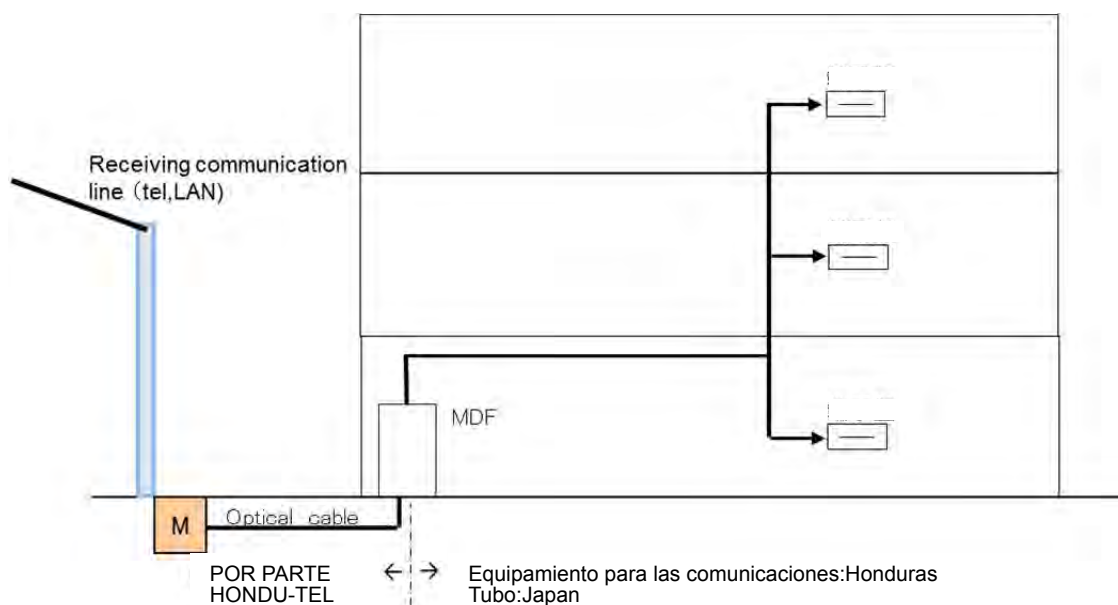 Receiving communication
line (tel,LAN)
MDF
M
Optical cable
POR PARTE
HONDU-TEL
← → Equipamiento para las comunicaciones:Honduras
Tubo:Japan